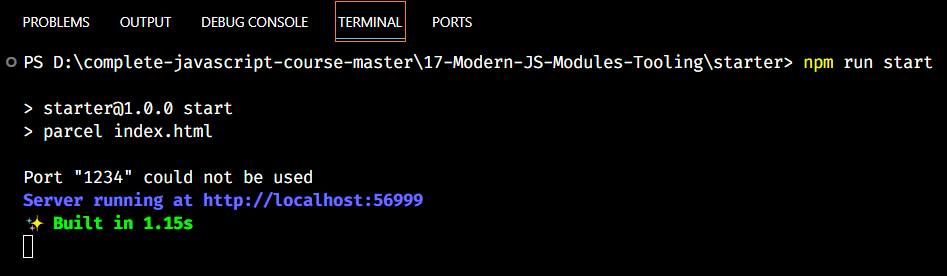 PROBLEMS OUTPUT DEBUG CONSOLE TERMINAL PORTS
PS D:\complete-javascript-course-master\17-Modern-JS-Modules-Tooling\starter> npm run start
> starter@1.0.0 start
> parcel index.html
Port "1234" could not be used
Server running at http://localhost:56999
✨ Built in 1.15s